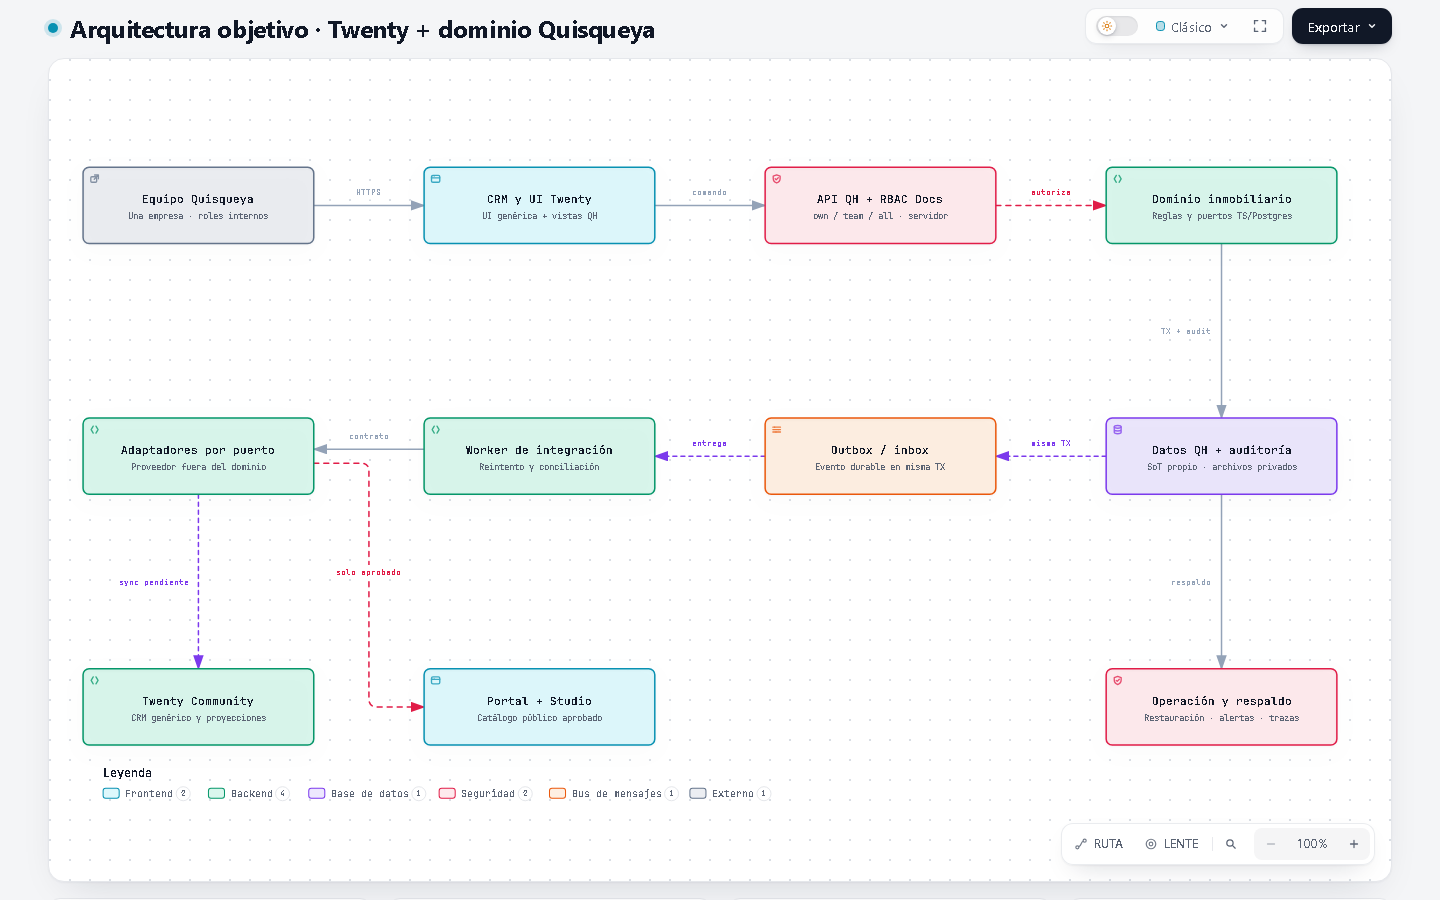 Arquitectura objetivo · Twenty + dominio Quisqueya
Clásico
Exportar
Equipo Quisqueya
Una empresa · roles internos
HTTPS
CRM y UI Twenty
UI genérica + vistas QH
comando
API QH + RBAC Docs
own / team / all · servidor
autoriza
Dominio inmobiliario
Reglas y puertos TS/Postgres
TX + audit
Adaptadores por puerto
Proveedor fuera del dominio
contrato
Worker de integración
Reintento y conciliación
entrega
Outbox / inbox
Evento durable en misma TX
misma TX
Datos QH + auditoría
SoT propio · archivos privados
sync pendiente
solo aprobado
respaldo
Twenty Community
CRM genérico y proyecciones
Portal + Studio
Catálogo público aprobado
Operación y respaldo
Restauración · alertas · trazas
Leyenda
Frontend 2 Backend 4 Base de datos 1 Seguridad 2 Bus de mensajes 1 Externo 1
RUTA LENTE − 100% +